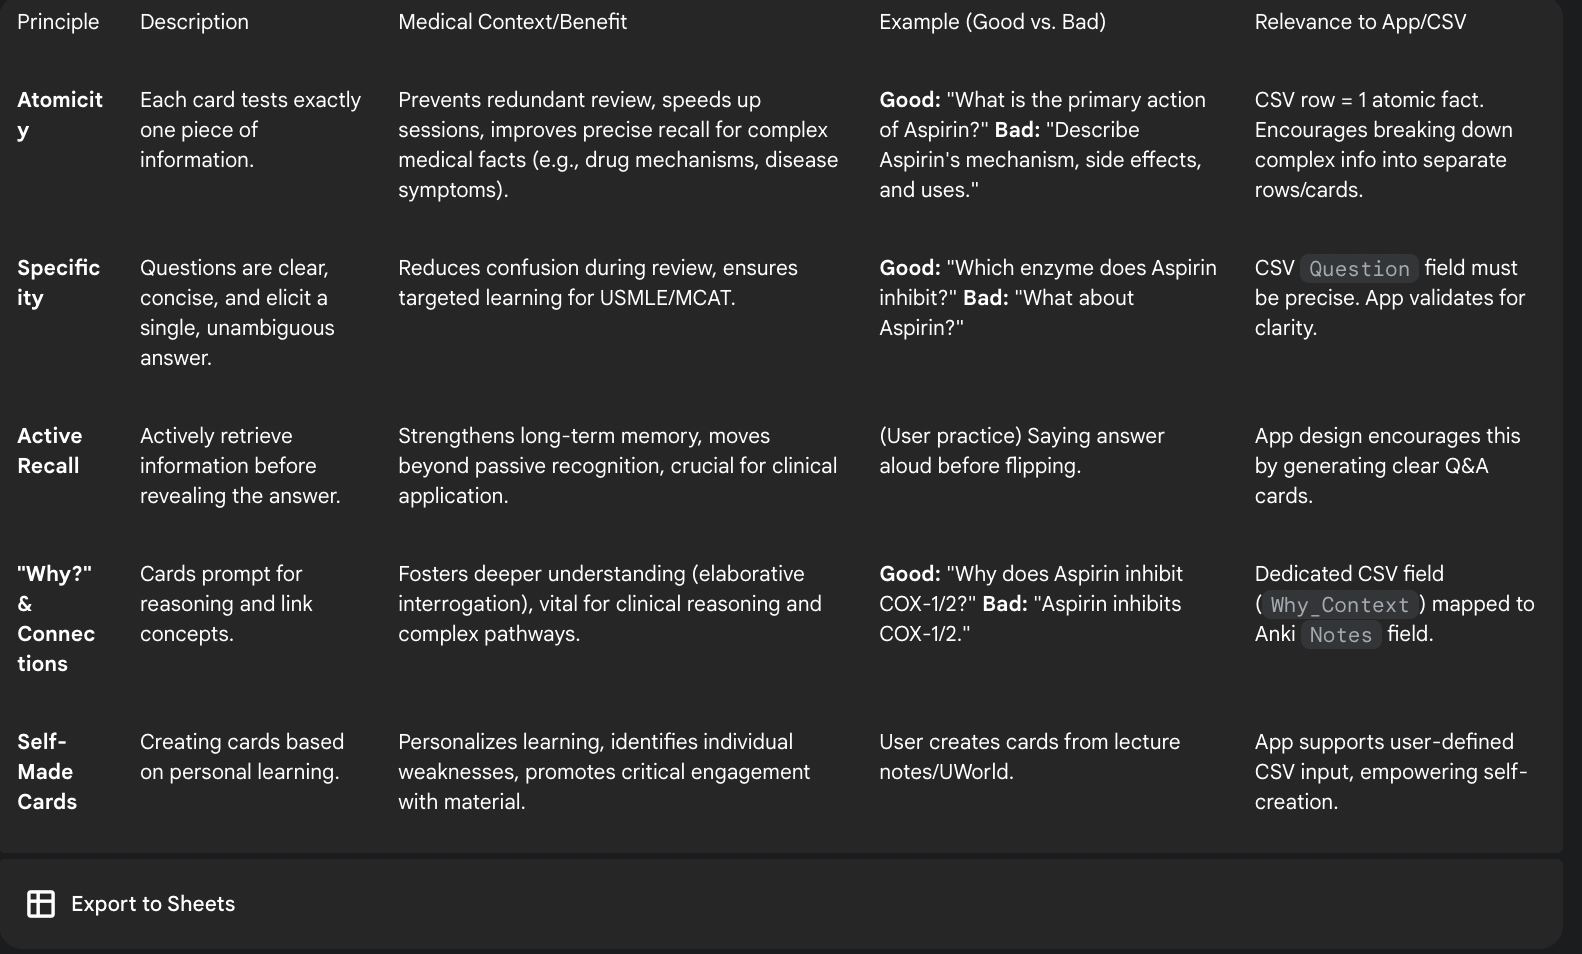 Principle
Description
Medical Context/Benefit
Example (Good vs. Bad)
Relevance to App/CSV
Atomicit
y
Each card tests exactly
one piece of
information.
Prevents redundant review, speeds up
sessions, improves precise recall for complex
medical facts (e.g., drug mechanisms, disease
symptoms).
Good: "What is the primary action
of Aspirin?" Bad: "Describe
Aspirin's mechanism, side effects,
and uses."
CSV row = 1 atomic fact.
Encourages breaking down
complex info into separate
rows/cards.
Specific
ity
Questions are clear,
concise, and elicit a
single, unambiguous
answer.
Reduces confusion during review, ensures
targeted learning for USMLE/MCAT.
Good: "Which enzyme does Aspirin
inhibit?" Bad: "What about
Aspirin?"
CSV Question field must
be precise. App validates for
clarity.
Active
Recall
Actively retrieve
information before
revealing the answer.
Strengthens long-term memory, moves
beyond passive recognition, crucial for clinical
application.
(User practice) Saying answer
aloud before flipping.
App design encourages this
by generating clear Q&A
cards.
"Why?"
&
Connec
tions
Cards prompt for
reasoning and link
concepts.
Fosters deeper understanding (elaborative
interrogation), vital for clinical reasoning and
complex pathways.
Good: "Why does Aspirin inhibit
COX-1/2?" Bad: "Aspirin inhibits
COX-1/2."
Dedicated CSV field
(Why_Context) mapped to
Anki Notes field.
Self-
Made
Cards
Creating cards based
on personal learning.
Personalizes learning, identifies individual
weaknesses, promotes critical engagement
with material.
User creates cards from lecture
notes/UWorld.
App supports user-defined
CSV input, empowering self-
creation.
Export to Sheets